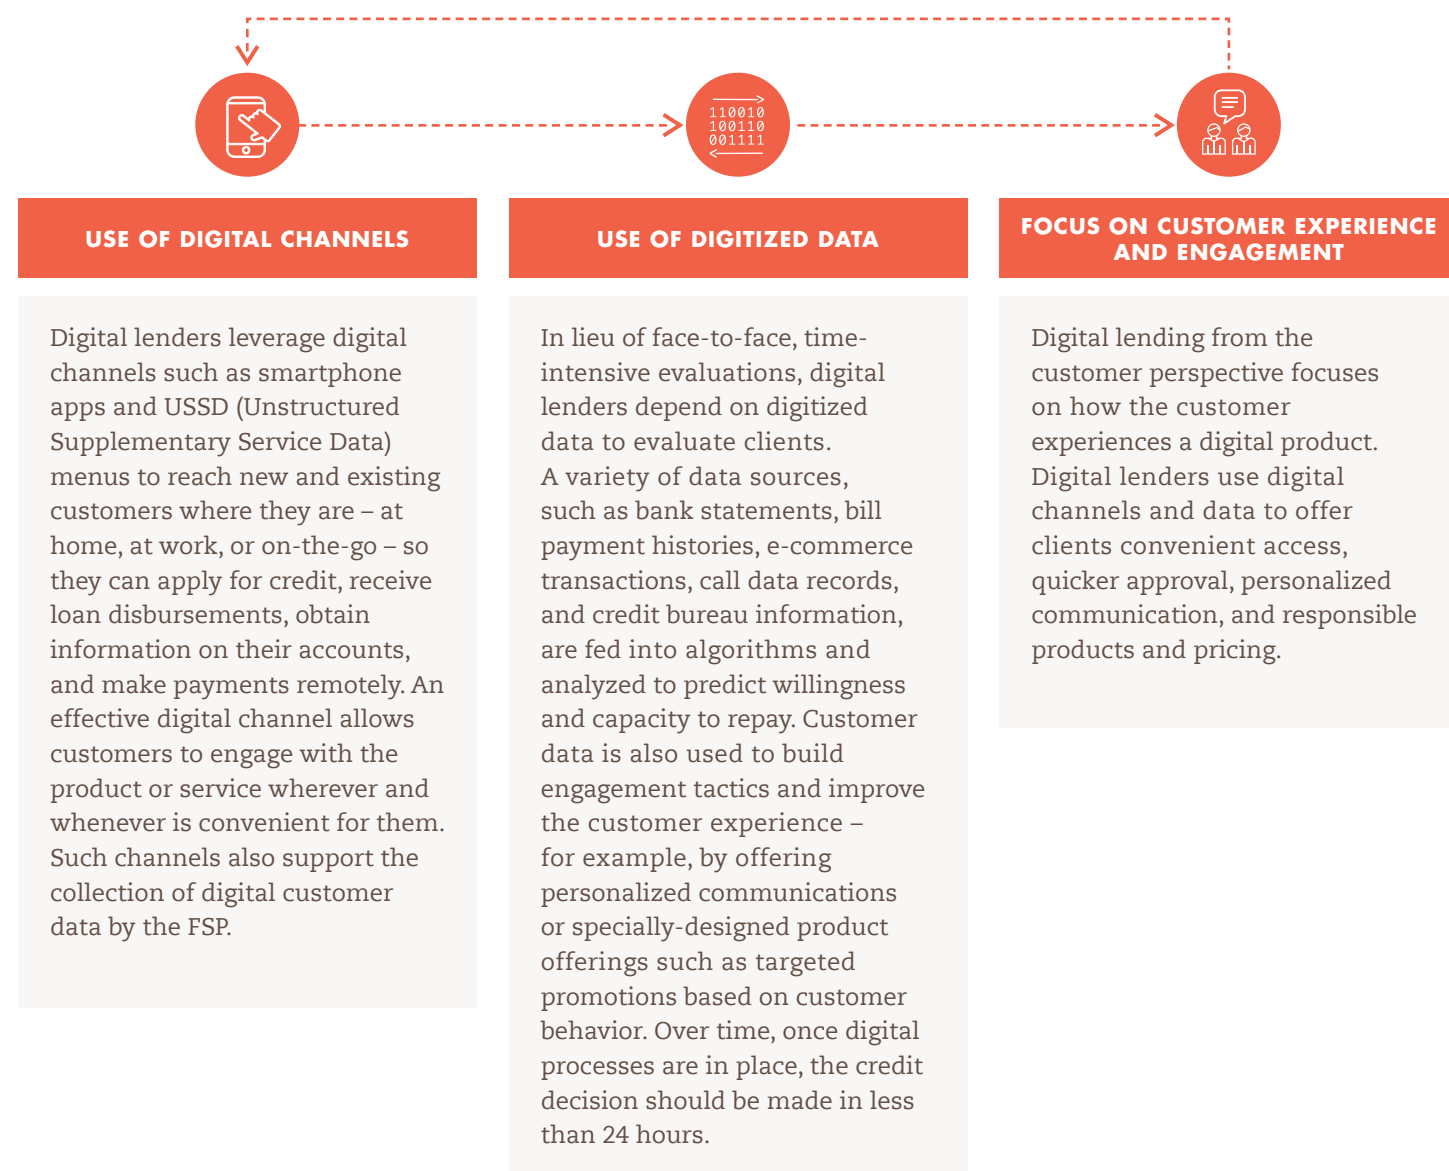 110010
100110
001111
USE OF DIGITAL CHANNELS
Digital lenders leverage digital
channels such as smartphone
apps and USSD (Unstructured
Supplementary Service Data)
menus to reach new and existing
customers where they are – at
home, at work, or on-the-go – so
they can apply for credit, receive
loan disbursements, obtain
information on their accounts,
and make payments remotely. An
effective digital channel allows
customers to engage with the
product or service wherever and
whenever is convenient for them.
Such channels also support the
collection of digital customer
data by the FSP.
USE OF DIGITIZED DATA
In lieu of face-to-face, time-
intensive evaluations, digital
lenders depend on digitized
data to evaluate clients.
A variety of data sources,
such as bank statements, bill
payment histories, e-commerce
transactions, call data records,
and credit bureau information,
are fed into algorithms and
analyzed to predict willingness
and capacity to repay. Customer
data is also used to build
engagement tactics and improve
the customer experience –
for example, by offering
personalized communications
or specially-designed product
offerings such as targeted
promotions based on customer
behavior. Over time, once digital
processes are in place, the credit
decision should be made in less
than 24 hours.
FOCUS ON CUSTOMER EXPERIENCE
AND ENGAGEMENT
Digital lending from the
customer perspective focuses
on how the customer
experiences a digital product.
Digital lenders use digital
channels and data to offer
clients convenient access,
quicker approval, personalized
communication, and responsible
products and pricing.